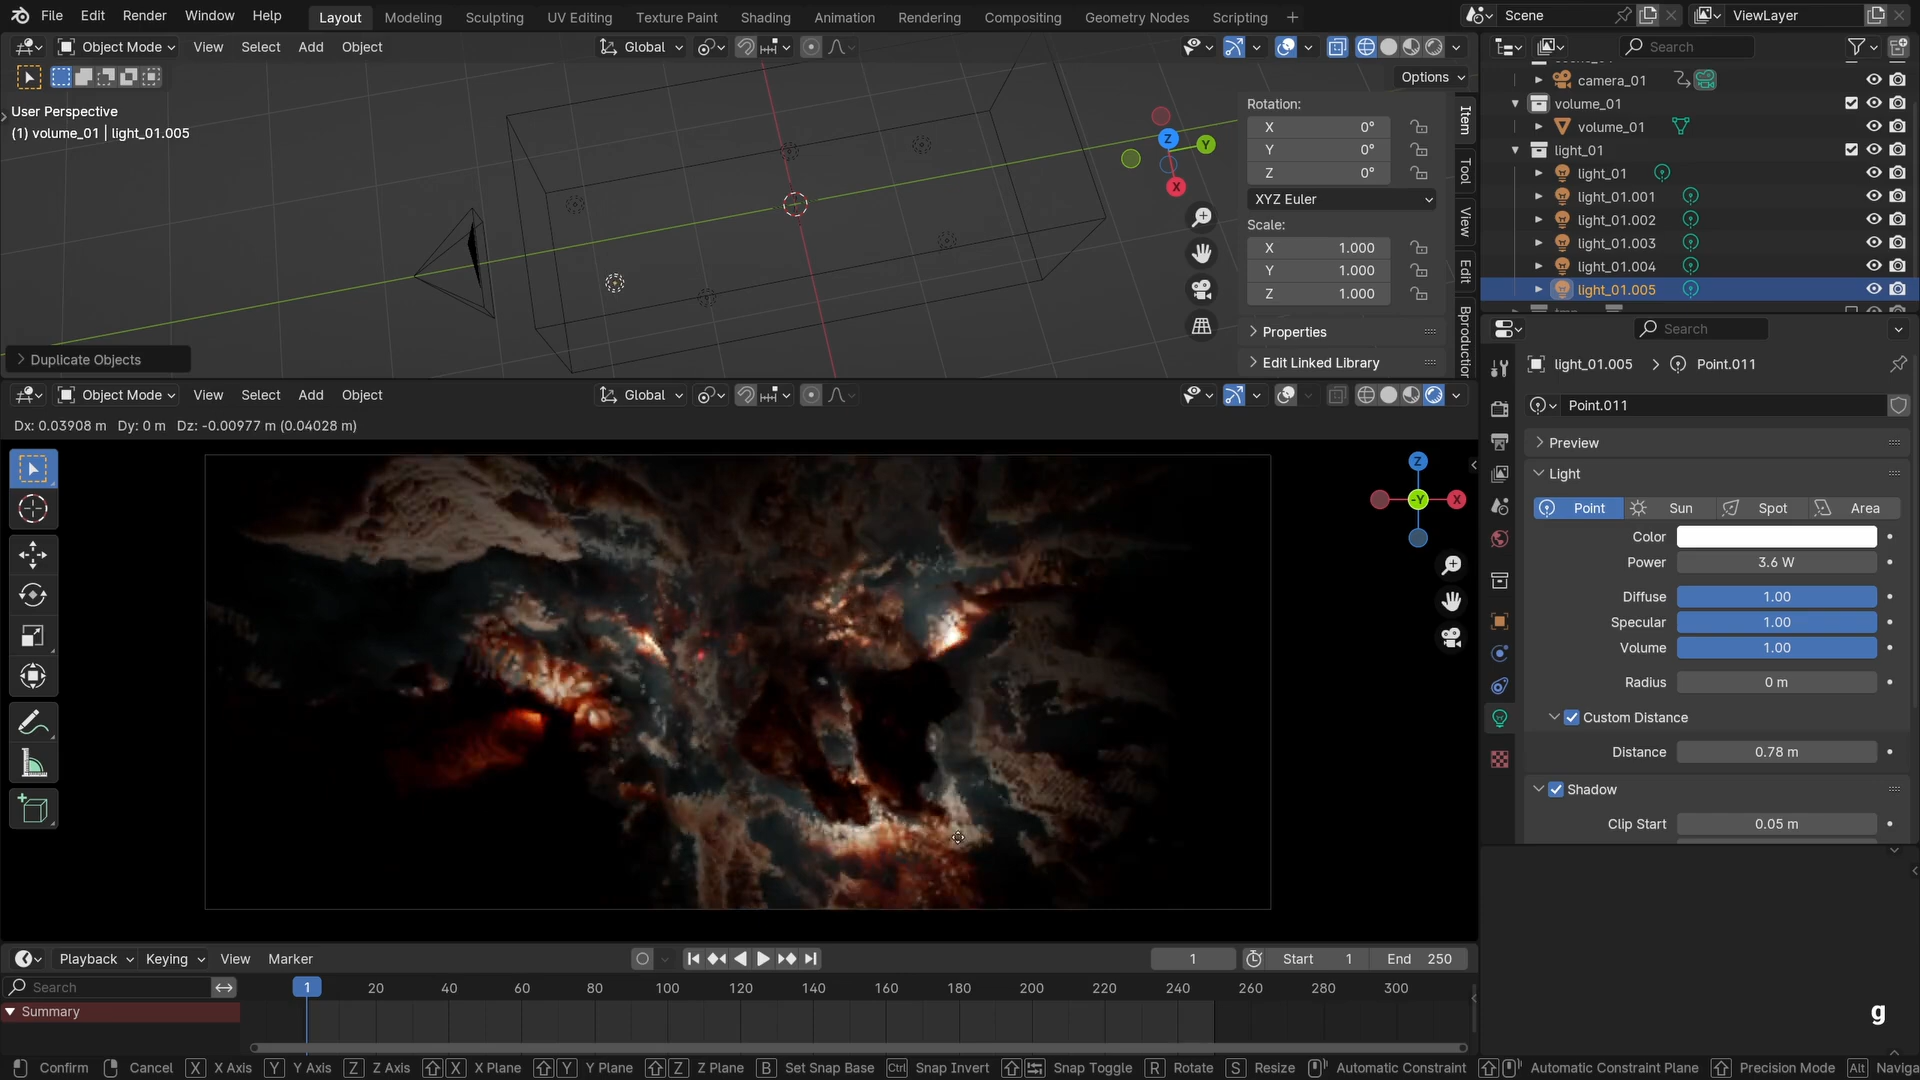 File Edit Render Window Help Layout Modeling Sculpting UV Editing Texture Paint Shading Animation Rendering Compositing Geometry Nodes Scripting Scene ViewLayer
Object Mode View Select Add Object Global
Options
User Perspective
(1) volume_01 | light_01.005
Duplicate Objects
Z
Y
X
Rotation:
X 0°
Y 0°
Z 0°
XYZ Euler
Scale:
X 1.000
Y 1.000
Z 1.000
Properties
Edit Linked Library
Item
Tool
View
Edit
Bproduction
Search
camera_01
volume_01
volume_01
light_01
light_01
light_01.001
light_01.002
light_01.003
light_01.004
light_01.005
Object Mode View Select Add Object Global
Dx: 0.03908 m Dy: 0 m Dz: -0.00977 m (0.04028 m)
Z
-Y
X
Search
light_01.005 Point.011
Point.011
Preview
Light
Point Sun Spot Area
Color
Power 3.6 W
Diffuse 1.00
Specular 1.00
Volume 1.00
Radius 0 m
Custom Distance
Distance 0.78 m
Shadow
Clip Start 0.05 m
Playback Keying View Marker 1 Start 1 End 250
Search
1 20 40 60 80 100 120 140 160 180 200 220 240 260 280 300
Summary
g
Confirm Cancel X X Axis Y Y Axis Z Z Axis X X Plane Y Y Plane Z Z Plane B Set Snap Base Ctrl Snap Invert Snap Toggle R Rotate S Resize Automatic Constraint Automatic Constraint Plane Precision Mode Alt Naviga